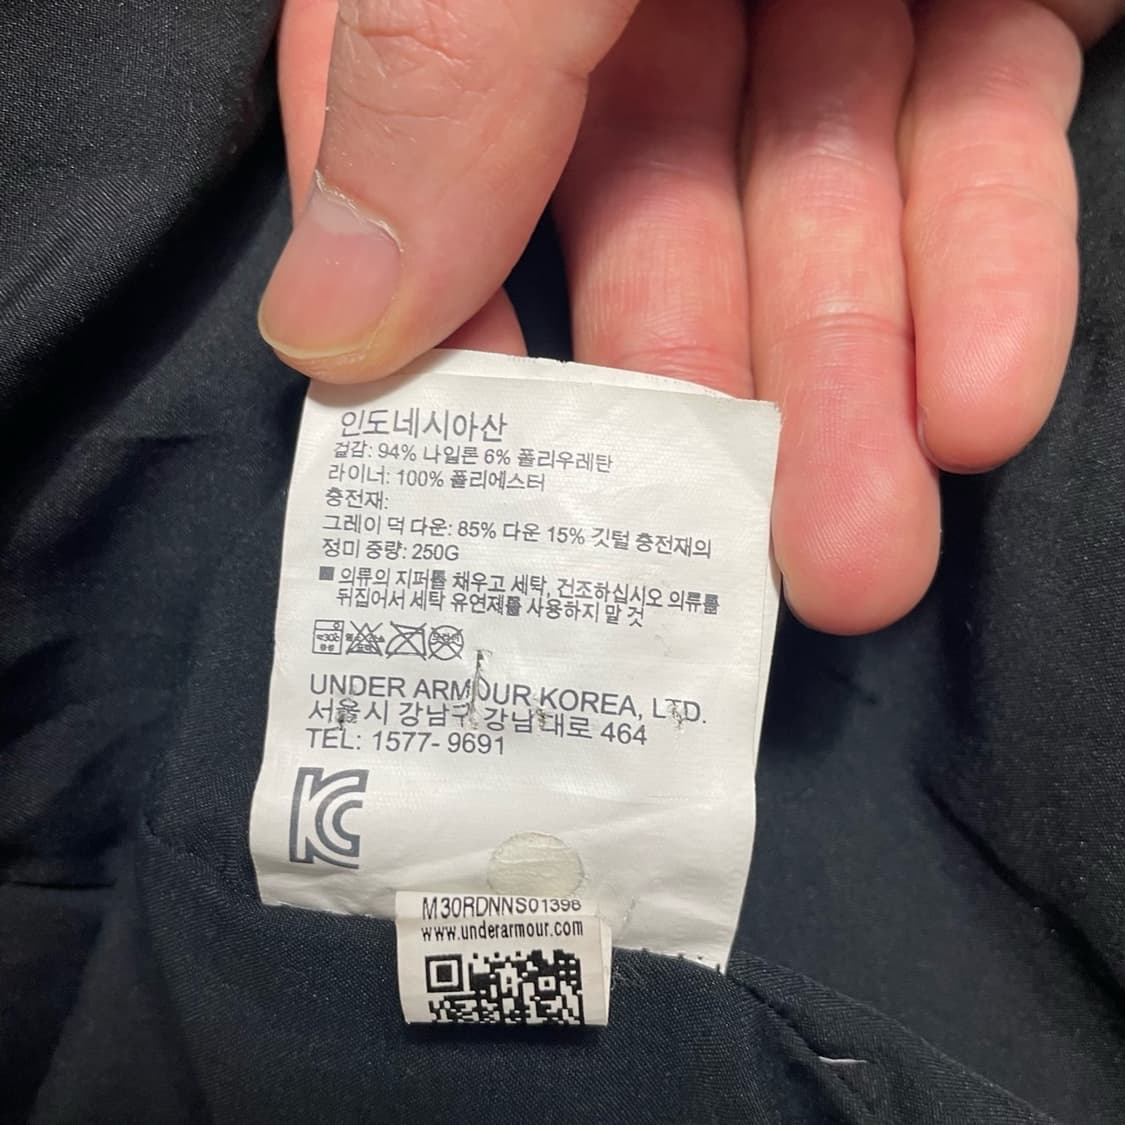 인도네시아산
겉감: 94% 나일론 6% 폴리우레탄
라이너: 100% 폴리에스터
충전재:
그레이 덕 다운: 85% 다운 15% 깃털 충전재의
정미 중량: 250G
■ 의류의 지퍼를 채우고 세탁, 건조하십시오 의류를
뒤집어서 세탁 유연제를 사용하지 말 것
UNDER ARMOUR KOREA, LTD.
서울시 강남구 강남대로 464
TEL: 1577- 9691
KC
M30RDNNS01396
www.underarmour.com